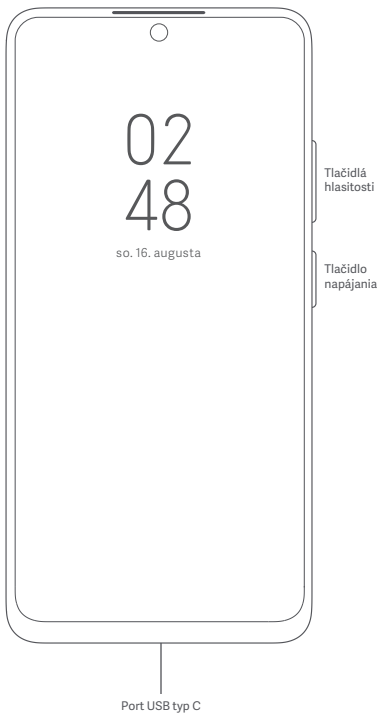 02
48
so. 16. augusta
Tlačidlá
hlasitosti
Tlačidlo
napájania
Port USB typ C